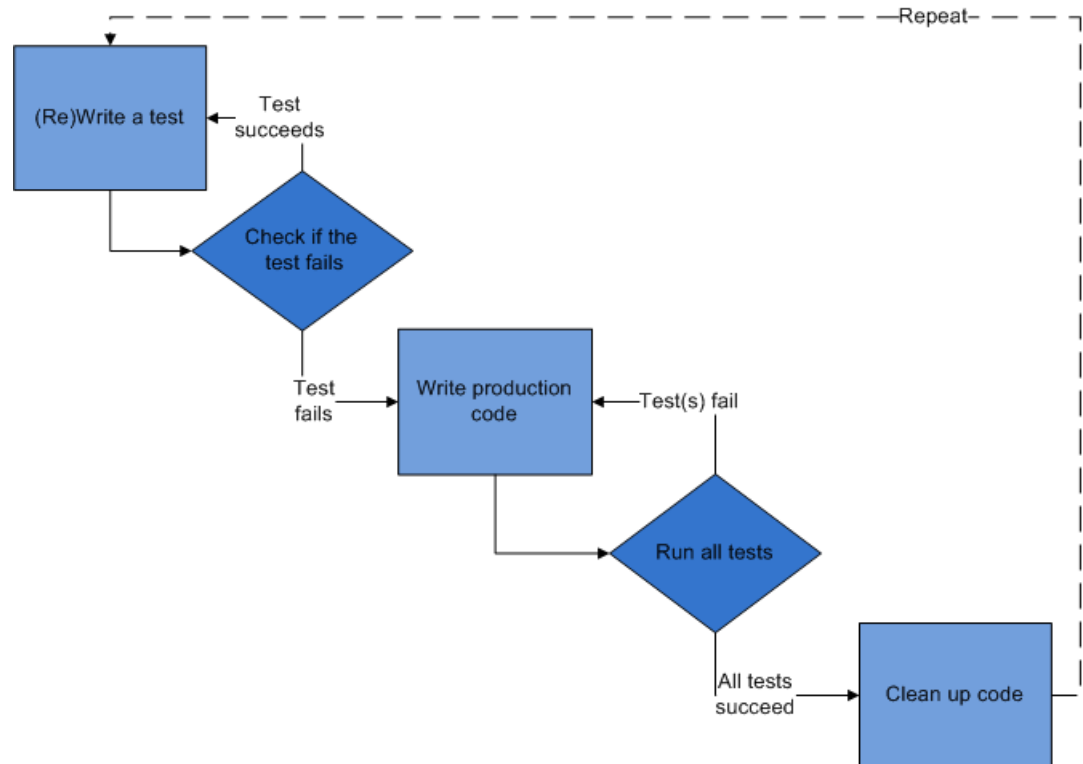 Repeat
(Re)Write a test
Test
succeeds
Check if the
test fails
Test
fails
Write production
code
Test(s) fail
Run all tests
All tests
succeed
Clean up code